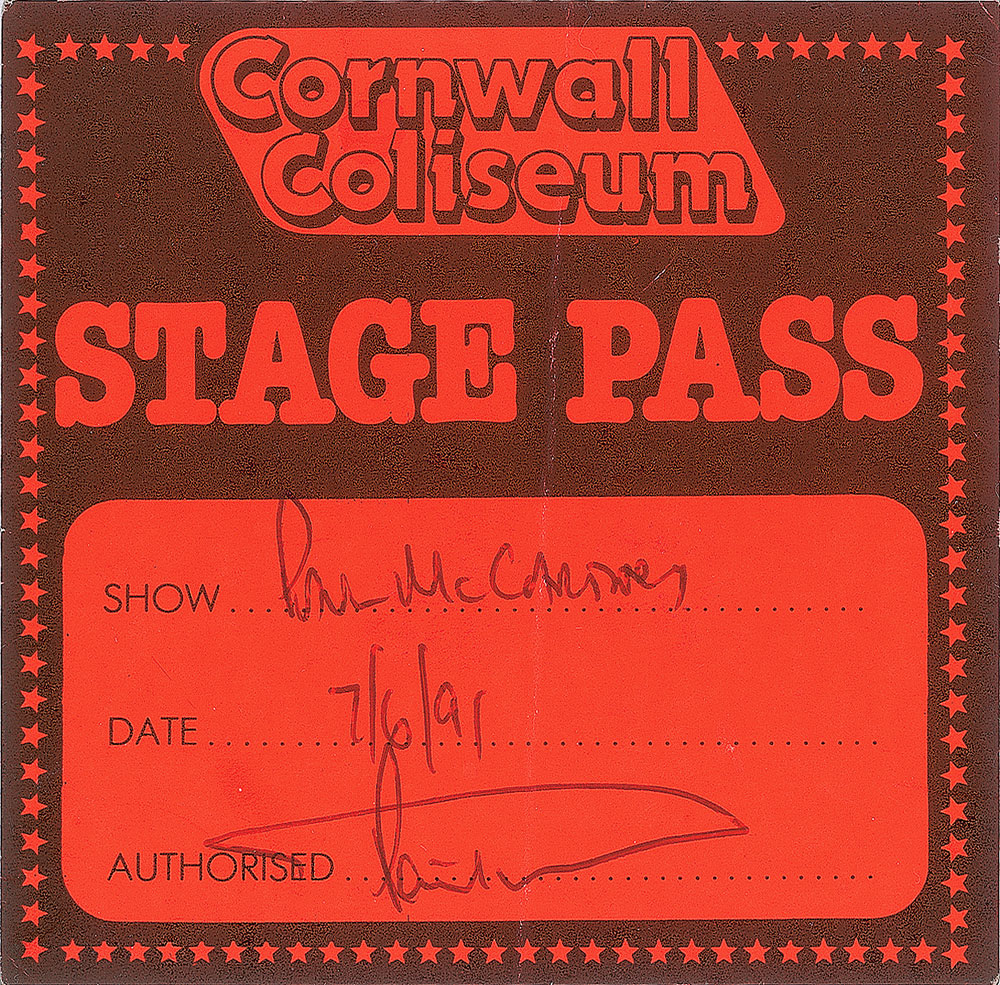 Cornwall
Coliseum
STAGE PASS
SHOW Paul McCartney
DATE 7/6/91
AUTHORISED